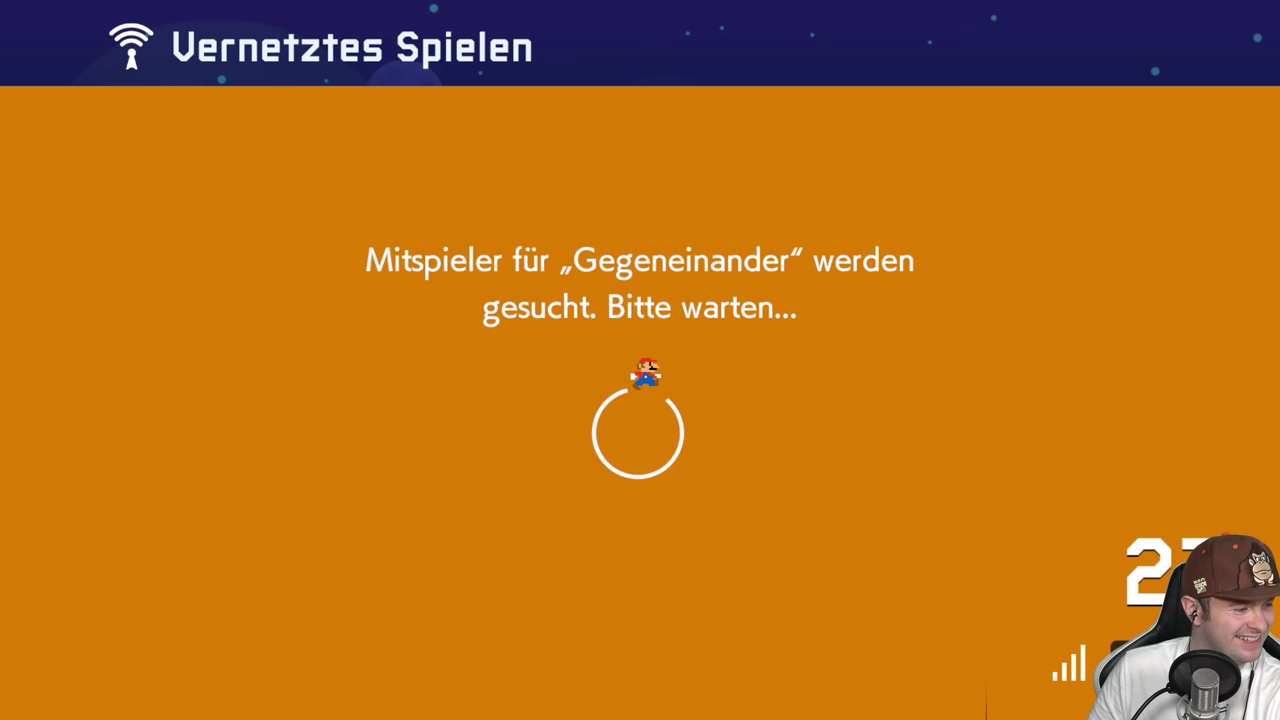 Vernetztes Spielen
Mitspieler für „Gegeneinander“ werden
gesucht. Bitte warten...